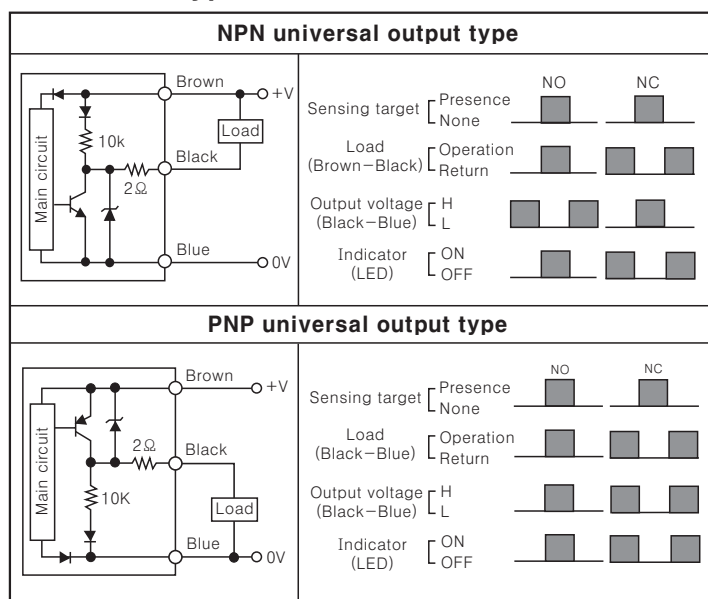 NPN universal output type
Main circuit
10k
2Ω
Brown
+V
Load
Black
Blue
0V
NO
NC
Sensing target
Presence
None
Load
(Brown-Black)
Operation
Return
Output voltage
(Black-Blue)
H
L
Indicator
(LED)
ON
OFF
PNP universal output type
Main circuit
Brown
+V
2Ω
Black
10K
Load
Blue
0V
NO
NC
Sensing target
Presence
None
Load
(Black-Blue)
Operation
Return
Output voltage
(Black-Blue)
H
L
Indicator
(LED)
ON
OFF